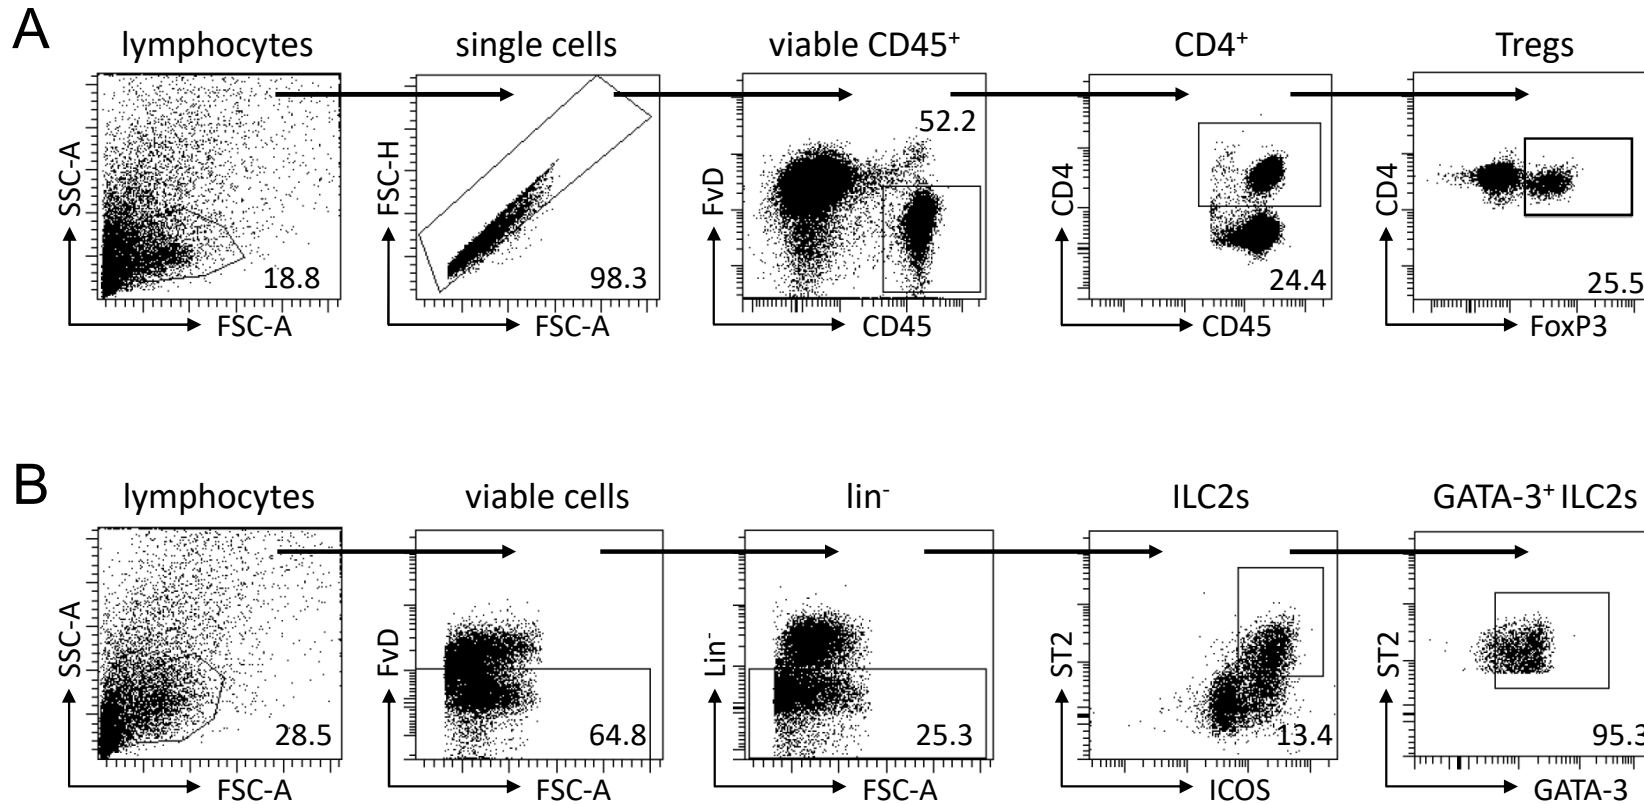 A
lymphocytes
single cells
viable CD45⁺
CD4⁺
Tregs
SSC-A
18.8
FSC-A
FSC-H
98.3
FSC-A
FvD
52.2
CD45
CD4
24.4
CD45
CD4
25.5
FoxP3
B
lymphocytes
viable cells
lin⁻
ILC2s
GATA-3⁺ ILC2s
SSC-A
28.5
FSC-A
FvD
64.8
FSC-A
Lin⁻
25.3
FSC-A
ST2
13.4
ICOS
ST2
95.3
GATA-3